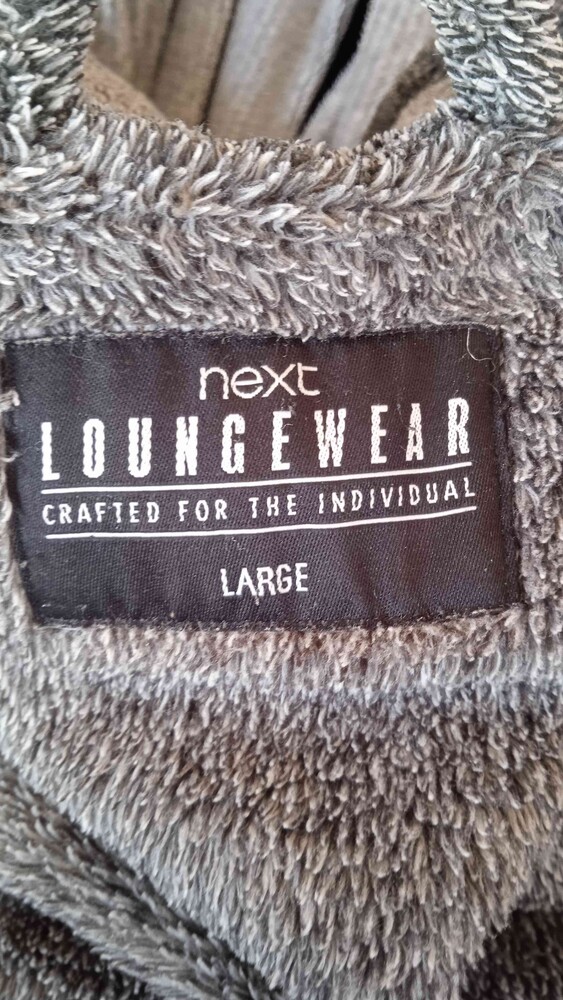 next
LOUNGEWEAR
CRAFTED FOR THE INDIVIDUAL
LARGE